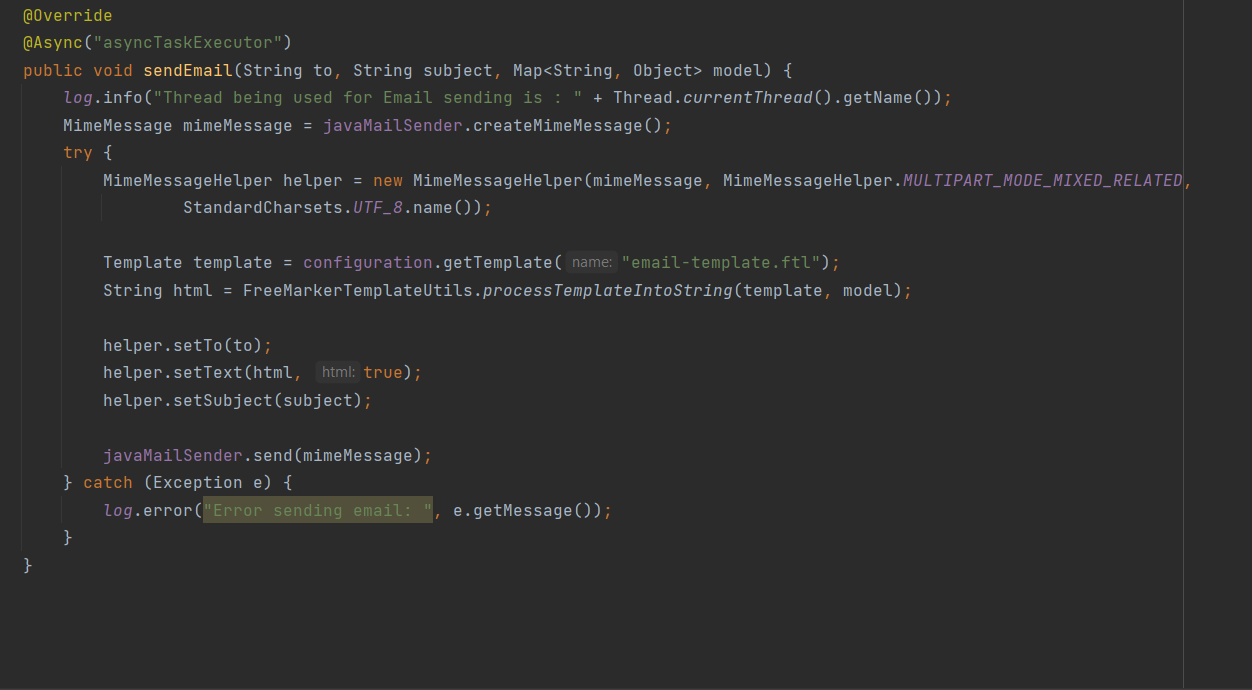 @Override
@Async("asyncTaskExecutor")
public void sendEmail(String to, String subject, Map<String, Object> model) {
log.info("Thread being used for Email sending is : " + Thread.currentThread().getName());
MimeMessage mimeMessage = javaMailSender.createMimeMessage();
try {
MimeMessageHelper helper = new MimeMessageHelper(mimeMessage, MimeMessageHelper.MULTIPART_MODE_MIXED_RELATED,
StandardCharsets.UTF_8.name());
Template template = configuration.getTemplate( name: "email-template.ftl");
String html = FreeMarkerTemplateUtils.processTemplateIntoString(template, model);
helper.setTo(to);
helper.setText(html, html: true);
helper.setSubject(subject);
javaMailSender.send(mimeMessage);
} catch (Exception e) {
log.error("Error sending email: ", e.getMessage());
}
}